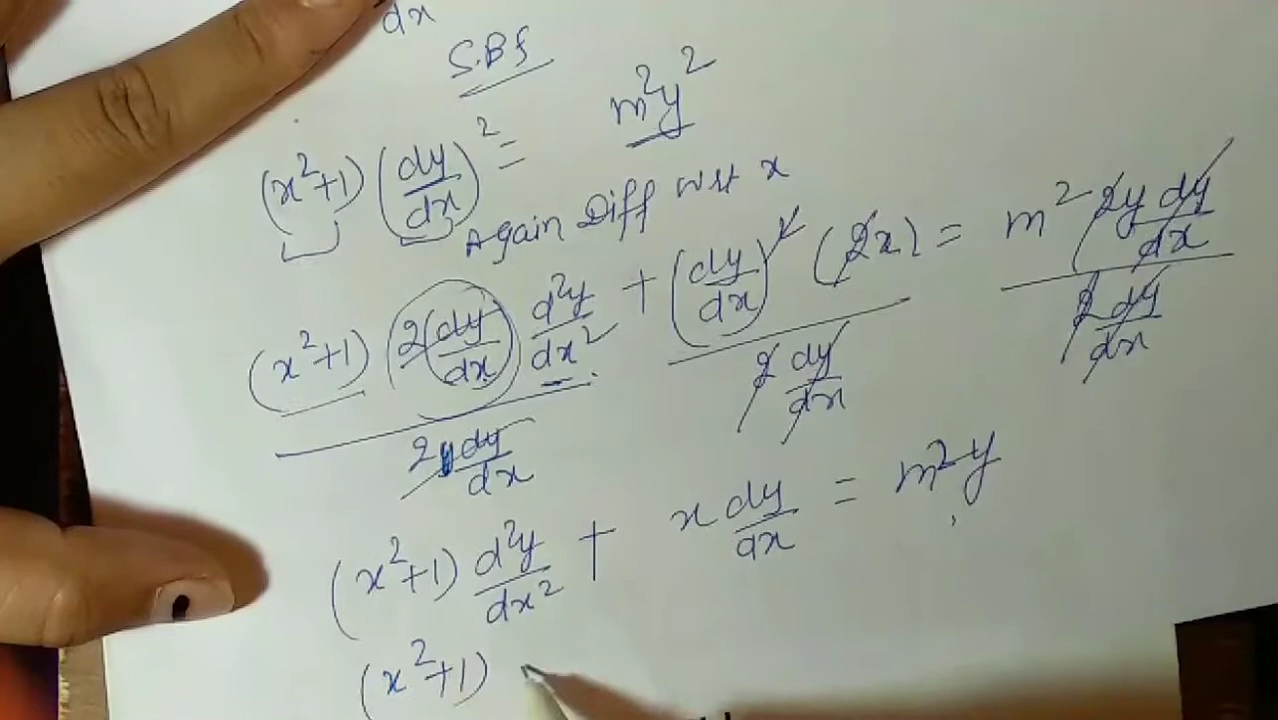 dx
S.B.S
(x²+1) (dy/dx)² = m²y²
Again Diff wrt x
(x²+1) (2(dy/dx)) d²y/dx² + (dy/dx)² (2x) = m² 2y dy/dx
2 dy/dx 2 dy/dx 2 dy/dx
(x²+1) d²y/dx² + x dy/dx = m²y
(x²+1)